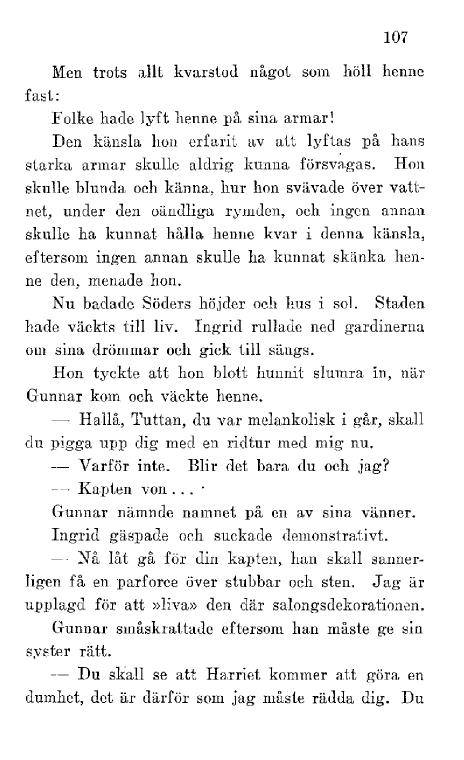 107
Men trots allt kvarstod något som höll henne
fast:
Folke hade lyft henne på sina armar!
Den känsla hon erfarit av att lyftas på hans
starka armar skulle aldrig kunna försvagas. Hon
skulle blunda och känna, hur hon svävade över vatt-
net, under den oändliga rymden, och ingen annan
skulle ha kunnat hålla henne kvar i denna känsla,
eftersom ingen annan skulle ha kunnat skänka hen-
ne den, menade hon.
Nu badade Söders höjder och hus i sol. Staden
hade väckts till liv. Ingrid rullade ned gardinerna
om sina drömmar och gick till sängs.
Hon tyckte att hon blott hunnit slumra in, när
Gunnar kom och väckte henne.
— Hallå, Tuttan, du var melankolisk i går, skall
du pigga upp dig med en ridtur med mig nu.
— Varför inte. Blir det bara du och jag?
— Kapten von ...
Gunnar nämnde namnet på en av sina vänner.
Ingrid gäspade och suckade demonstrativt.
— Nå låt gå för din kapten, han skall sanner-
ligen få en parforce över stubbar och sten. Jag är
upplagd för att »liva» den där salongsdekorationen.
Gunnar småskrattade eftersom han måste ge sin
syster rätt.
— Du skall se att Harriet kommer att göra en
dumhet, det är därför som jag måste rädda dig. Du